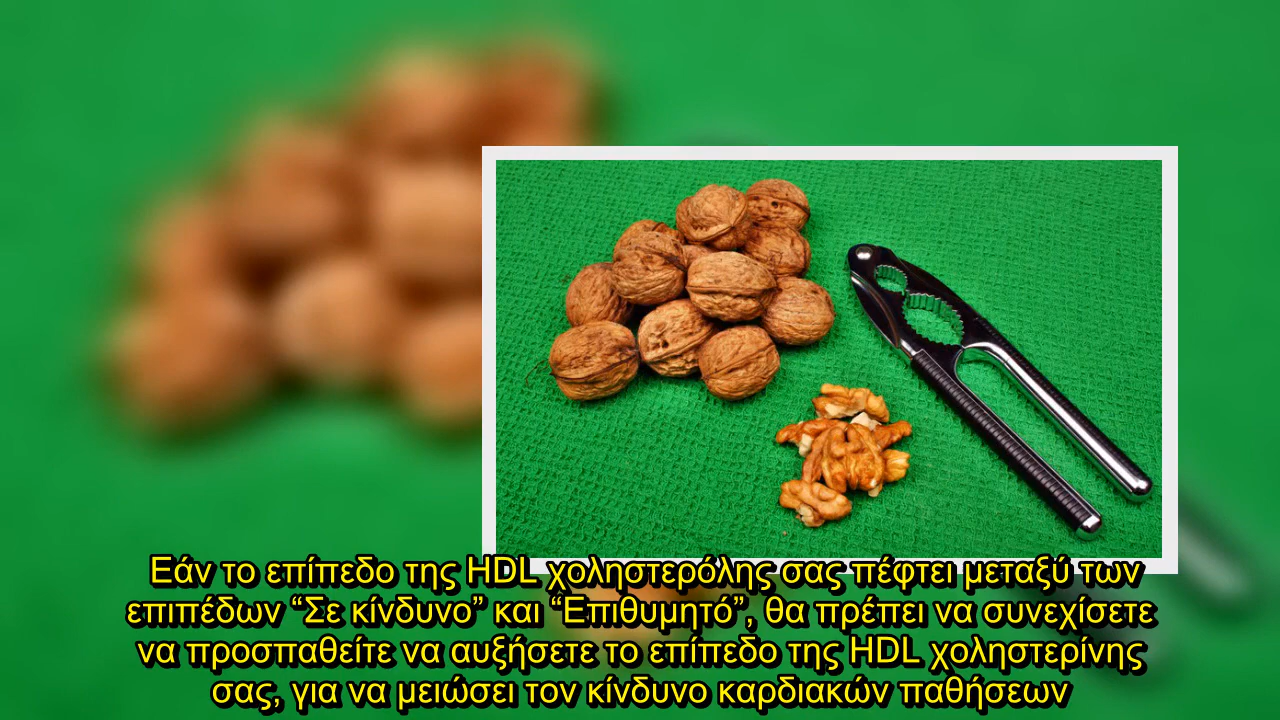 Εάν το επίπεδο της HDL χοληστερόλης σας πέφτει μεταξύ των
επιπέδων “Σε κίνδυνο” και “Επιθυμητό”, θα πρέπει να συνεχίσετε
να προσπαθείτε να αυξήσετε το επίπεδο της HDL χοληστερίνης
σας, για να μειώσει τον κίνδυνο καρδιακών παθήσεων